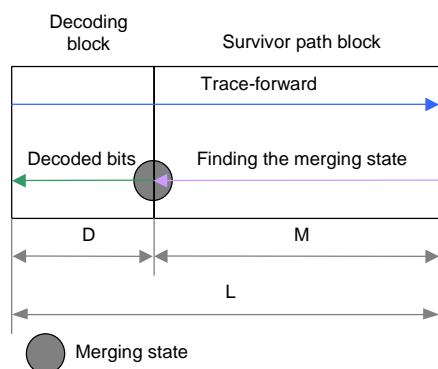 Decoding
block
Survivor path block
Trace-forward
Decoded bits
Finding the merging state
D
M
L
Merging state